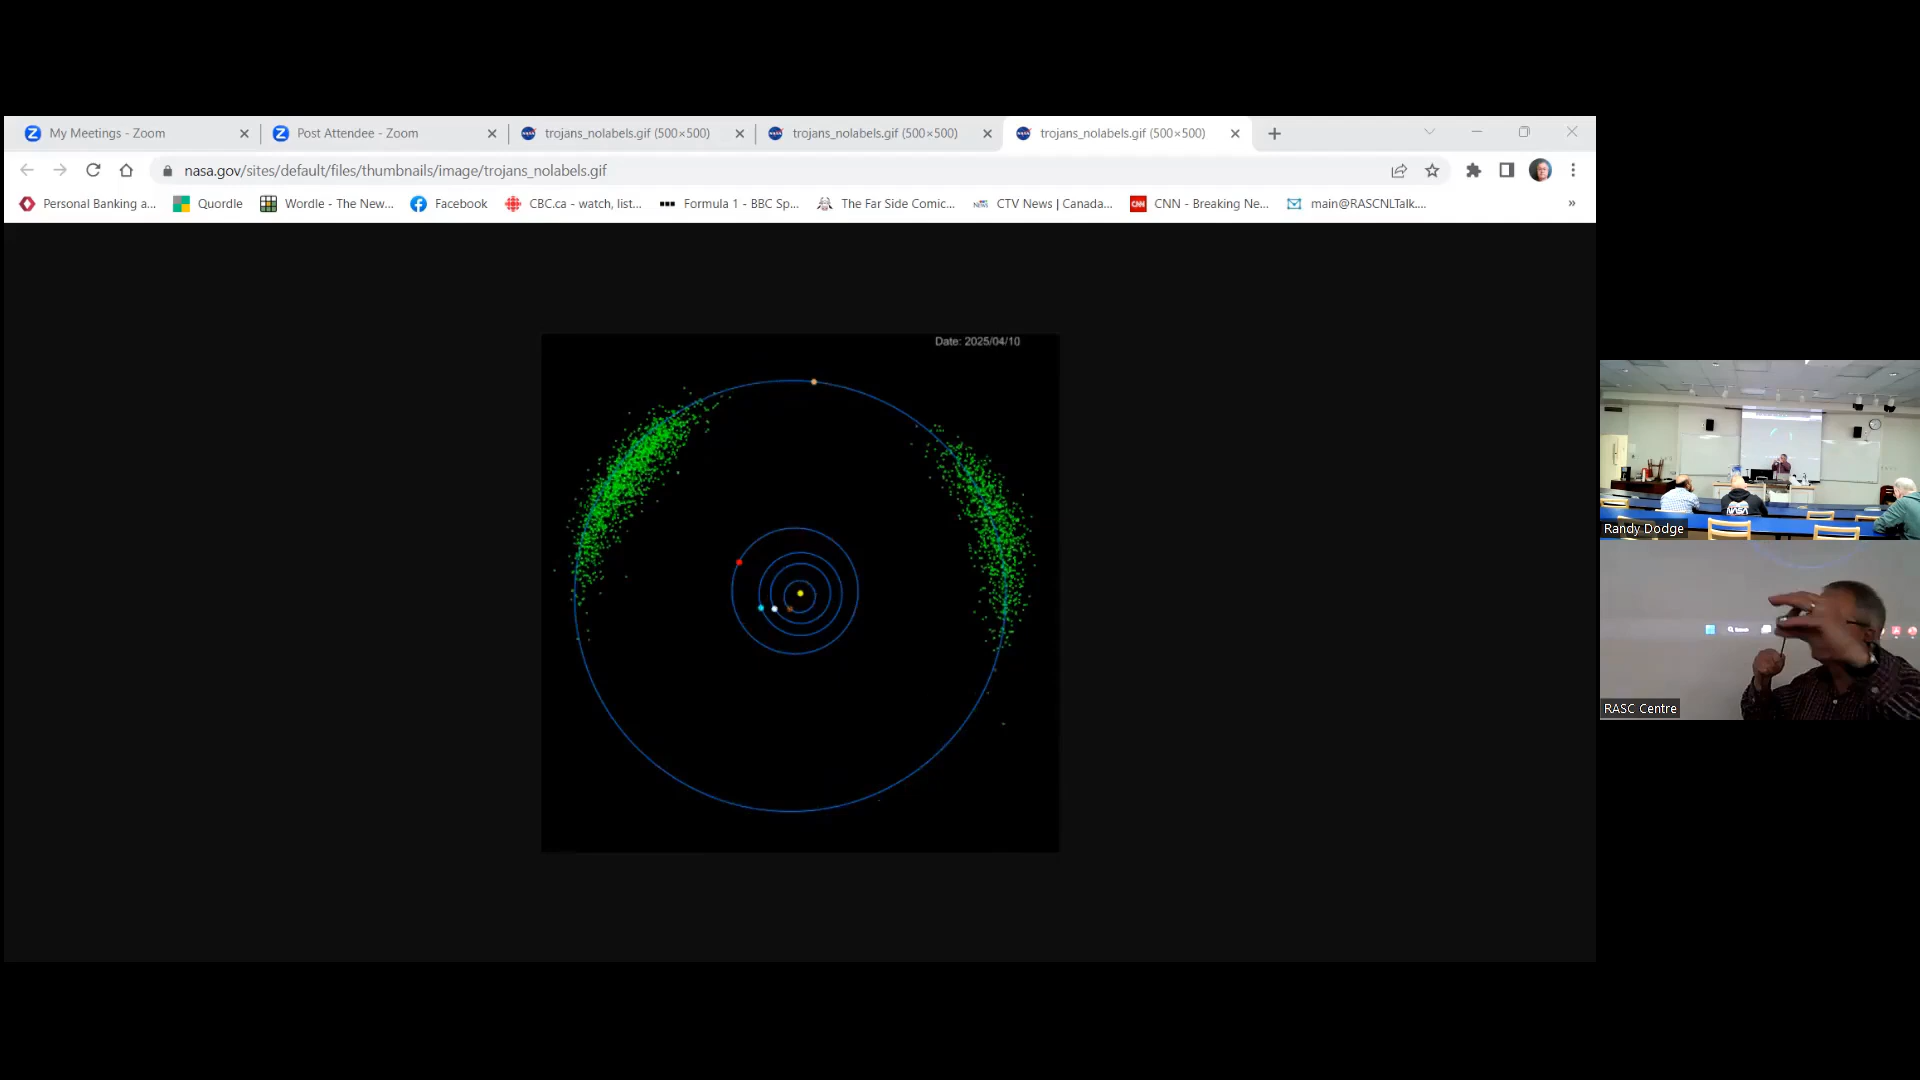 My Meetings - Zoom
Post Attendee - Zoom
trojans_nolabels.gif (500×500)
trojans_nolabels.gif (500×500)
trojans_nolabels.gif (500×500)
nasa.gov/sites/default/files/thumbnails/image/trojans_nolabels.gif
Personal Banking a...
Quordle
Wordle - The New...
Facebook
CBC.ca - watch, list...
Formula 1 - BBC Sp...
The Far Side Comic...
NEWS
CTV News | Canada...
CNN
CNN - Breaking Ne...
main@RASCNLTalk....
»
Date: 2025/04/10
NASA
Randy Dodge
RASC Centre